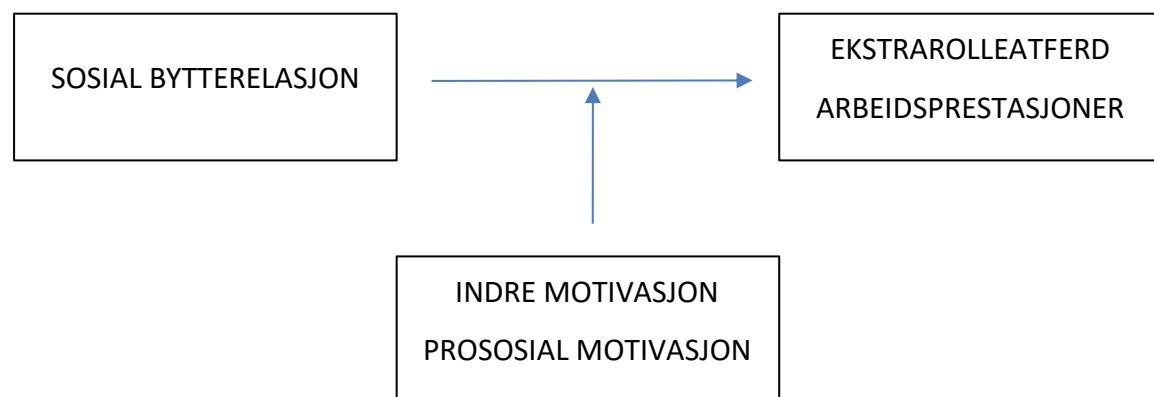 SOSIAL BYTTERELASJON
EKSTRAROLLEATFERD
ARBEIDSPRESTASJONER
INDRE MOTIVASJON
PROSOSIAL MOTIVASJON